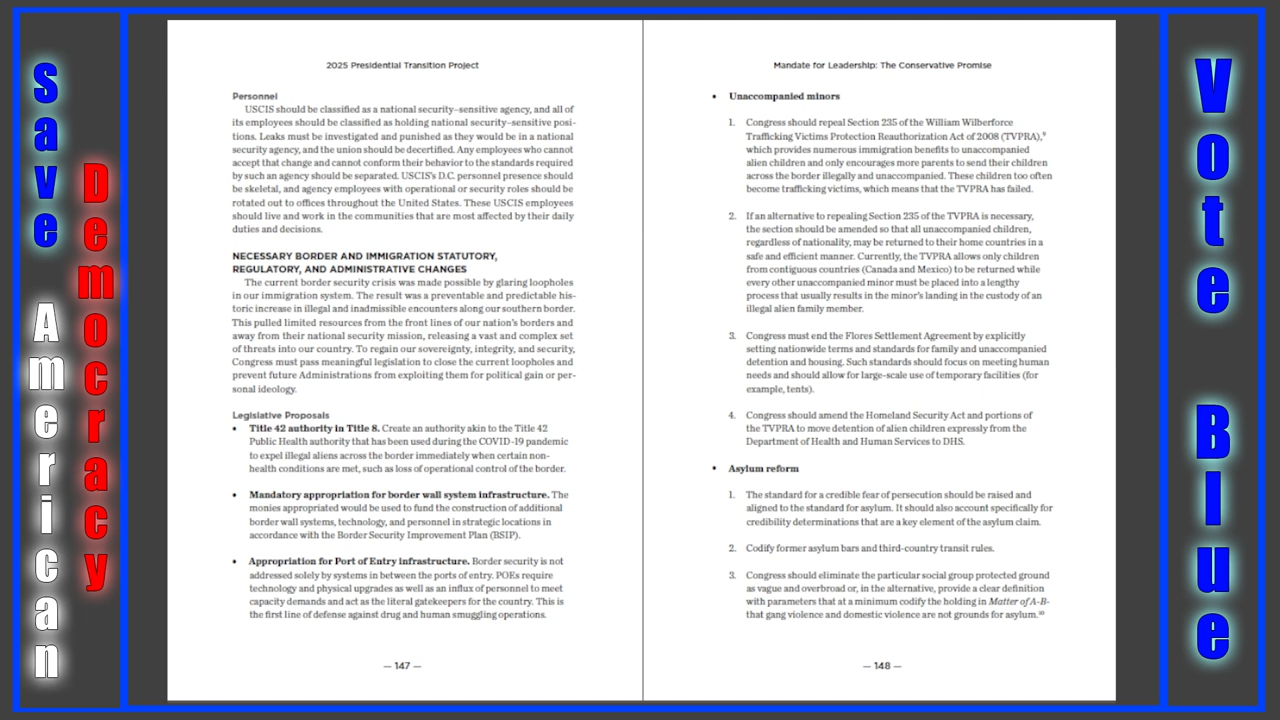 Save American
Democracy
2025 Presidential Transition Project
Personnel
USCIS should be classified as a national security–sensitive agency, and all of
its employees should be classified as holding national security–sensitive posi-
tions. Leaks must be investigated and punished as they would be in a national
security agency, and the union should be decertified. Any employees who cannot
accept that change and cannot conform their behavior to the standards required
by such an agency should be separated. USCIS's D.C. personnel presence should
be skeletal, and agency employees with operational or security roles should be
rotated out to offices throughout the United States. These USCIS employees
should live and work in the communities that are most affected by their daily
duties and decisions.
NECESSARY BORDER AND IMMIGRATION STATUTORY,
REGULATORY, AND ADMINISTRATIVE CHANGES
The current border security crisis was made possible by glaring loopholes
in our immigration system. The result was a preventable and predictable his-
toric increase in illegal and inadmissible encounters along our southern border.
This pulled limited resources from the front lines of our nation's borders and
away from their national security mission, releasing a vast and complex set
of threats into our country. To regain our sovereignty, integrity, and security,
Congress must pass meaningful legislation to close the current loopholes and
prevent future Administrations from exploiting them for political gain or per-
sonal ideology.
Legislative Proposals
• Title 42 authority in Title 8. Create an authority akin to the Title 42
Public Health authority that has been used during the COVID-19 pandemic
to expel illegal aliens across the border immediately when certain non-
health conditions are met, such as loss of operational control of the border.
• Mandatory appropriation for border wall system infrastructure. The
monies appropriated would be used to fund the construction of additional
border wall systems, technology, and personnel in strategic locations in
accordance with the Border Security Improvement Plan (BSIP).
• Appropriation for Port of Entry infrastructure. Border security is not
addressed solely by systems in between the ports of entry. POEs require
technology and physical upgrades as well as an influx of personnel to meet
capacity demands and act as the literal gatekeepers for the country. This is
the first line of defense against drug and human smuggling operations.
— 147 —
Mandate for Leadership: The Conservative Promise
• Unaccompanied minors
1. Congress should repeal Section 235 of the William Wilberforce
Trafficking Victims Protection Reauthorization Act of 2008 (TVPRA),⁹
which provides numerous immigration benefits to unaccompanied
alien children and only encourages more parents to send their children
across the border illegally and unaccompanied. These children too often
become trafficking victims, which means that the TVPRA has failed.
2. If an alternative to repealing Section 235 of the TVPRA is necessary,
the section should be amended so that all unaccompanied children,
regardless of nationality, may be returned to their home countries in a
safe and efficient manner. Currently, the TVPRA allows only children
from contiguous countries (Canada and Mexico) to be returned while
every other unaccompanied minor must be placed into a lengthy
process that usually results in the minor's landing in the custody of an
illegal alien family member.
3. Congress must end the Flores Settlement Agreement by explicitly
setting nationwide terms and standards for family and unaccompanied
detention and housing. Such standards should focus on meeting human
needs and should allow for large-scale use of temporary facilities (for
example, tents).
4. Congress should amend the Homeland Security Act and portions of
the TVPRA to move detention of alien children expressly from the
Department of Health and Human Services to DHS.
• Asylum reform
1. The standard for a credible fear of persecution should be raised and
aligned to the standard for asylum. It should also account specifically for
credibility determinations that are a key element of the asylum claim.
2. Codify former asylum bars and third-country transit rules.
3. Congress should eliminate the particular social group protected ground
as vague and overbroad or, in the alternative, provide a clear definition
with parameters that at a minimum codify the holding in Matter of A-B-
that gang violence and domestic violence are not grounds for asylum.¹⁰
— 148 —
Vote Blue